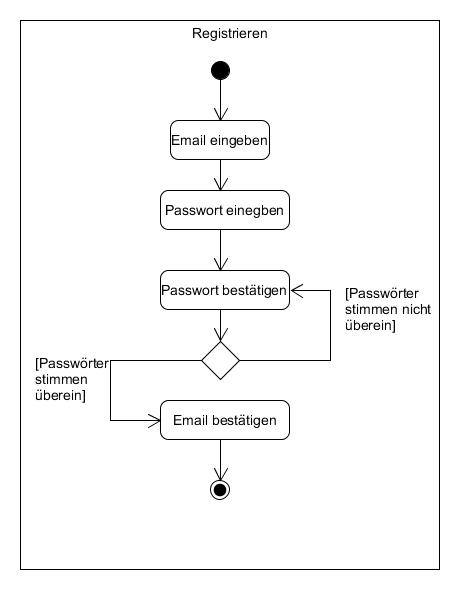 Registrieren
Email eingeben
Passwort einegben
Passwort bestätigen
[Passwörter
stimmen nicht
überein]
[Passwörter
stimmen
überein]
Email bestätigen